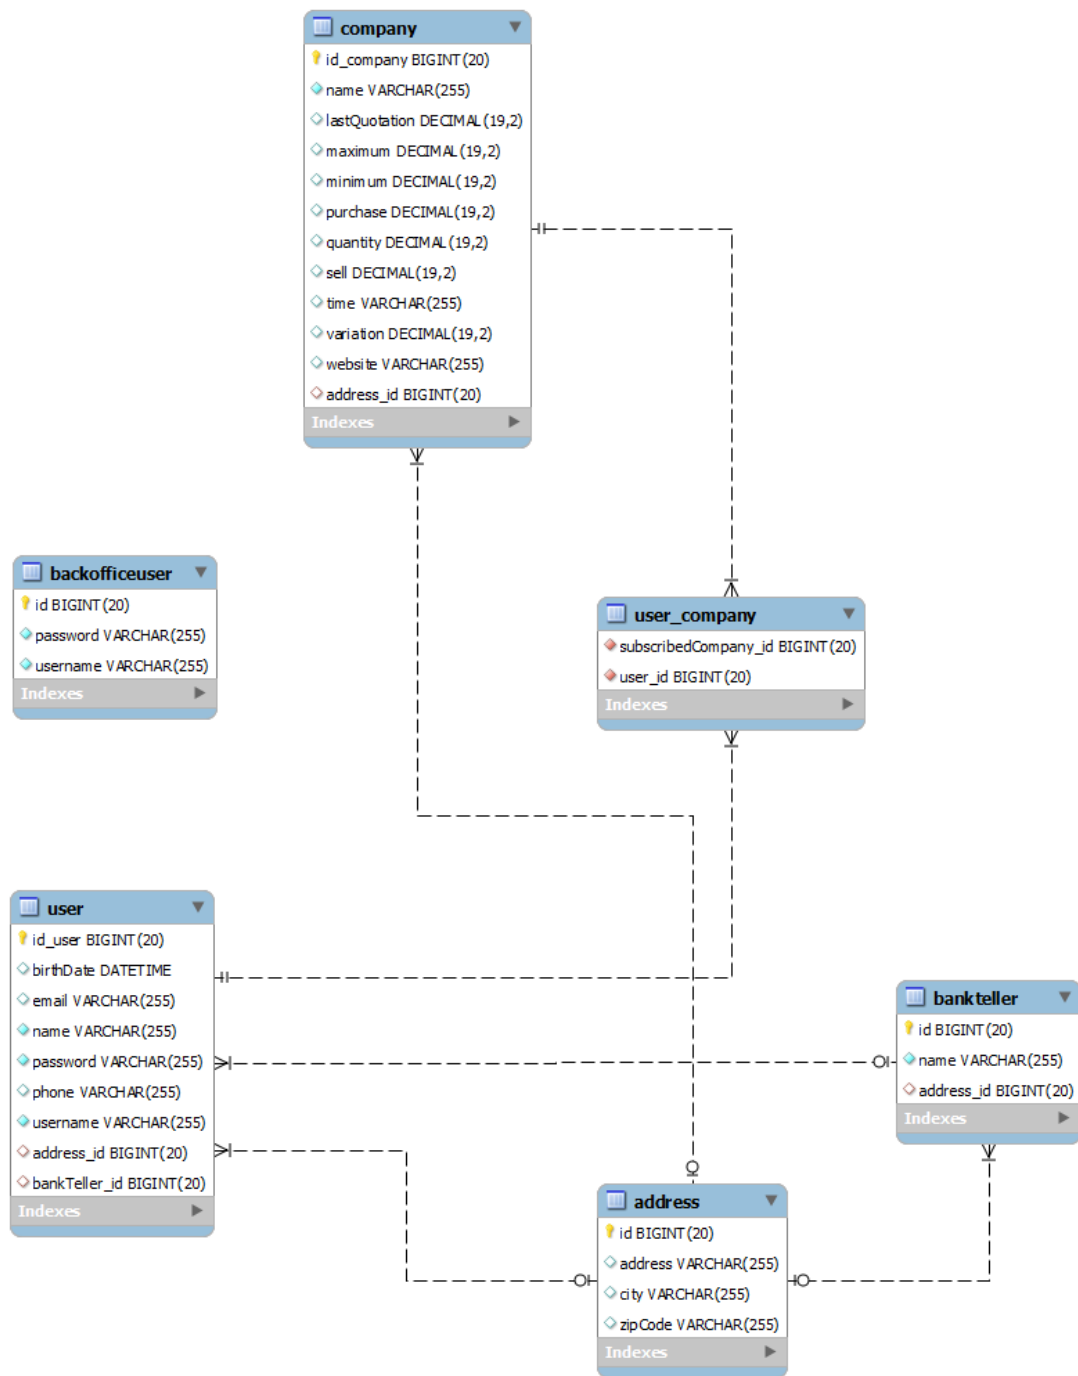 company
id_company BIGINT(20)
name VARCHAR(255)
lastQuotation DECIMAL(19,2)
maximum DECIMAL(19,2)
minimum DECIMAL(19,2)
purchase DECIMAL(19,2)
quantity DECIMAL(19,2)
sell DECIMAL(19,2)
time VARCHAR(255)
variation DECIMAL(19,2)
website VARCHAR(255)
address_id BIGINT(20)
Indexes
backofficeuser
id BIGINT(20)
password VARCHAR(255)
username VARCHAR(255)
Indexes
user_company
subscribedCompany_id BIGINT(20)
user_id BIGINT(20)
Indexes
user
id_user BIGINT(20)
birthDate DATETIME
email VARCHAR(255)
name VARCHAR(255)
password VARCHAR(255)
phone VARCHAR(255)
username VARCHAR(255)
address_id BIGINT(20)
bankTeller_id BIGINT(20)
Indexes
bankteller
id BIGINT(20)
name VARCHAR(255)
address_id BIGINT(20)
Indexes
address
id BIGINT(20)
address VARCHAR(255)
city VARCHAR(255)
zipCode VARCHAR(255)
Indexes